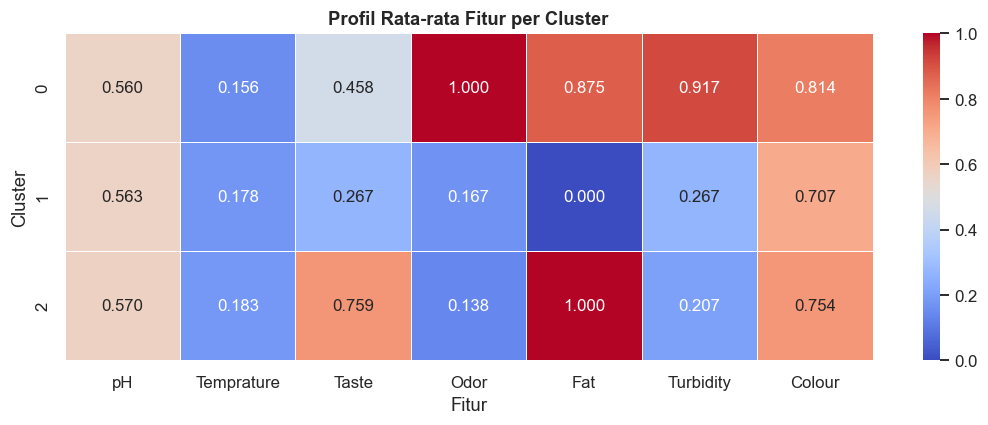 Profil Rata-rata Fitur per Cluster
Cluster
0 0.560 0.156 0.458 1.000 0.875 0.917 0.814
1 0.563 0.178 0.267 0.167 0.000 0.267 0.707
2 0.570 0.183 0.759 0.138 1.000 0.207 0.754
pH Temprature Taste Odor Fat Turbidity Colour
Fitur
1.0
0.8
0.6
0.4
0.2
0.0